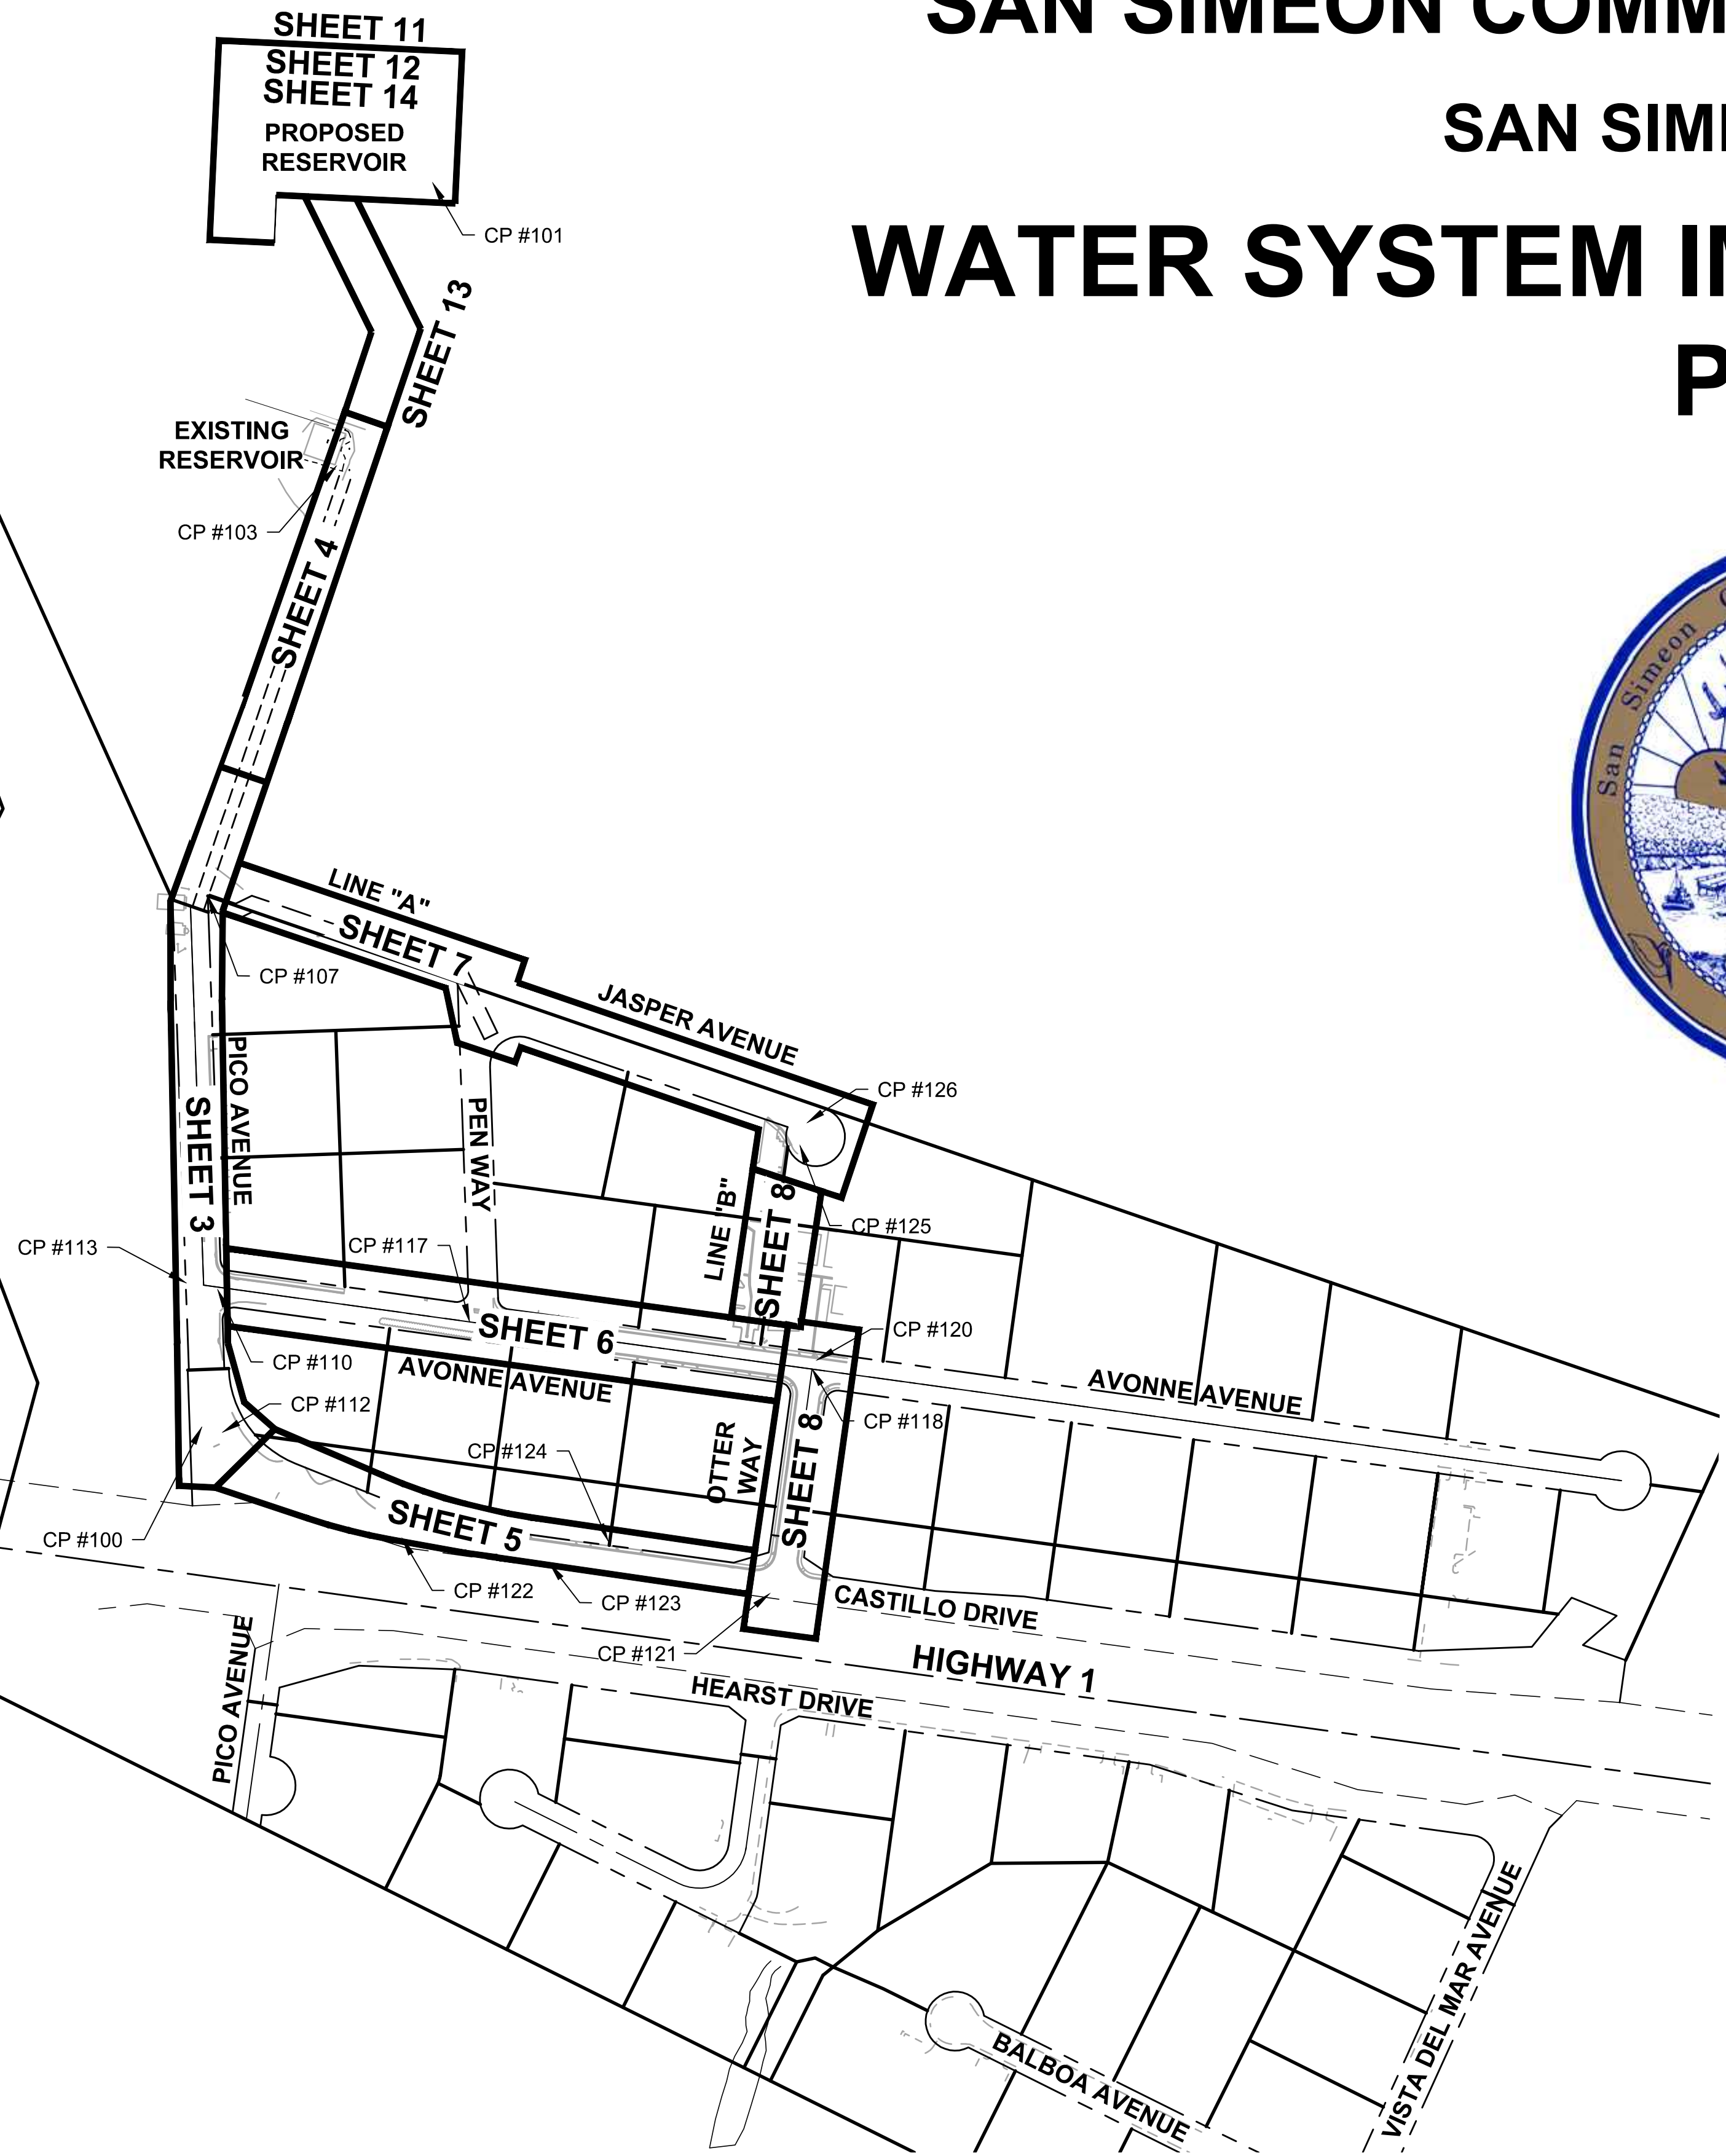 SAN SIMEON COMM
SAN SIM
WATER SYSTEM
P
SHEET 11
SHEET 12
SHEET 14
PROPOSED
RESERVOIR
CP #101
SHEET 13
EXISTING
RESERVOIR
CP #103
SHEET 4
San Simeon
LINE "A"
SHEET 7
CP #107
JASPER AVENUE
CP #126
PICO AVENUE
SHEET 3
PEN WAY
LINE "B"
SHEET 8
CP #125
CP #113
CP #117
SHEET 6
CP #120
CP #110
AVONNE AVENUE
AVONNE AVENUE
CP #112
CP #118
OTTER
WAY
SHEET 8
CP #124
SHEET 5
CP #100
CP #122
CP #123
CASTILLO DRIVE
CP #121
HIGHWAY 1
HEARST DRIVE
PICO AVENUE
VISTA DEL MAR AVENUE
BALBOA AVENUE